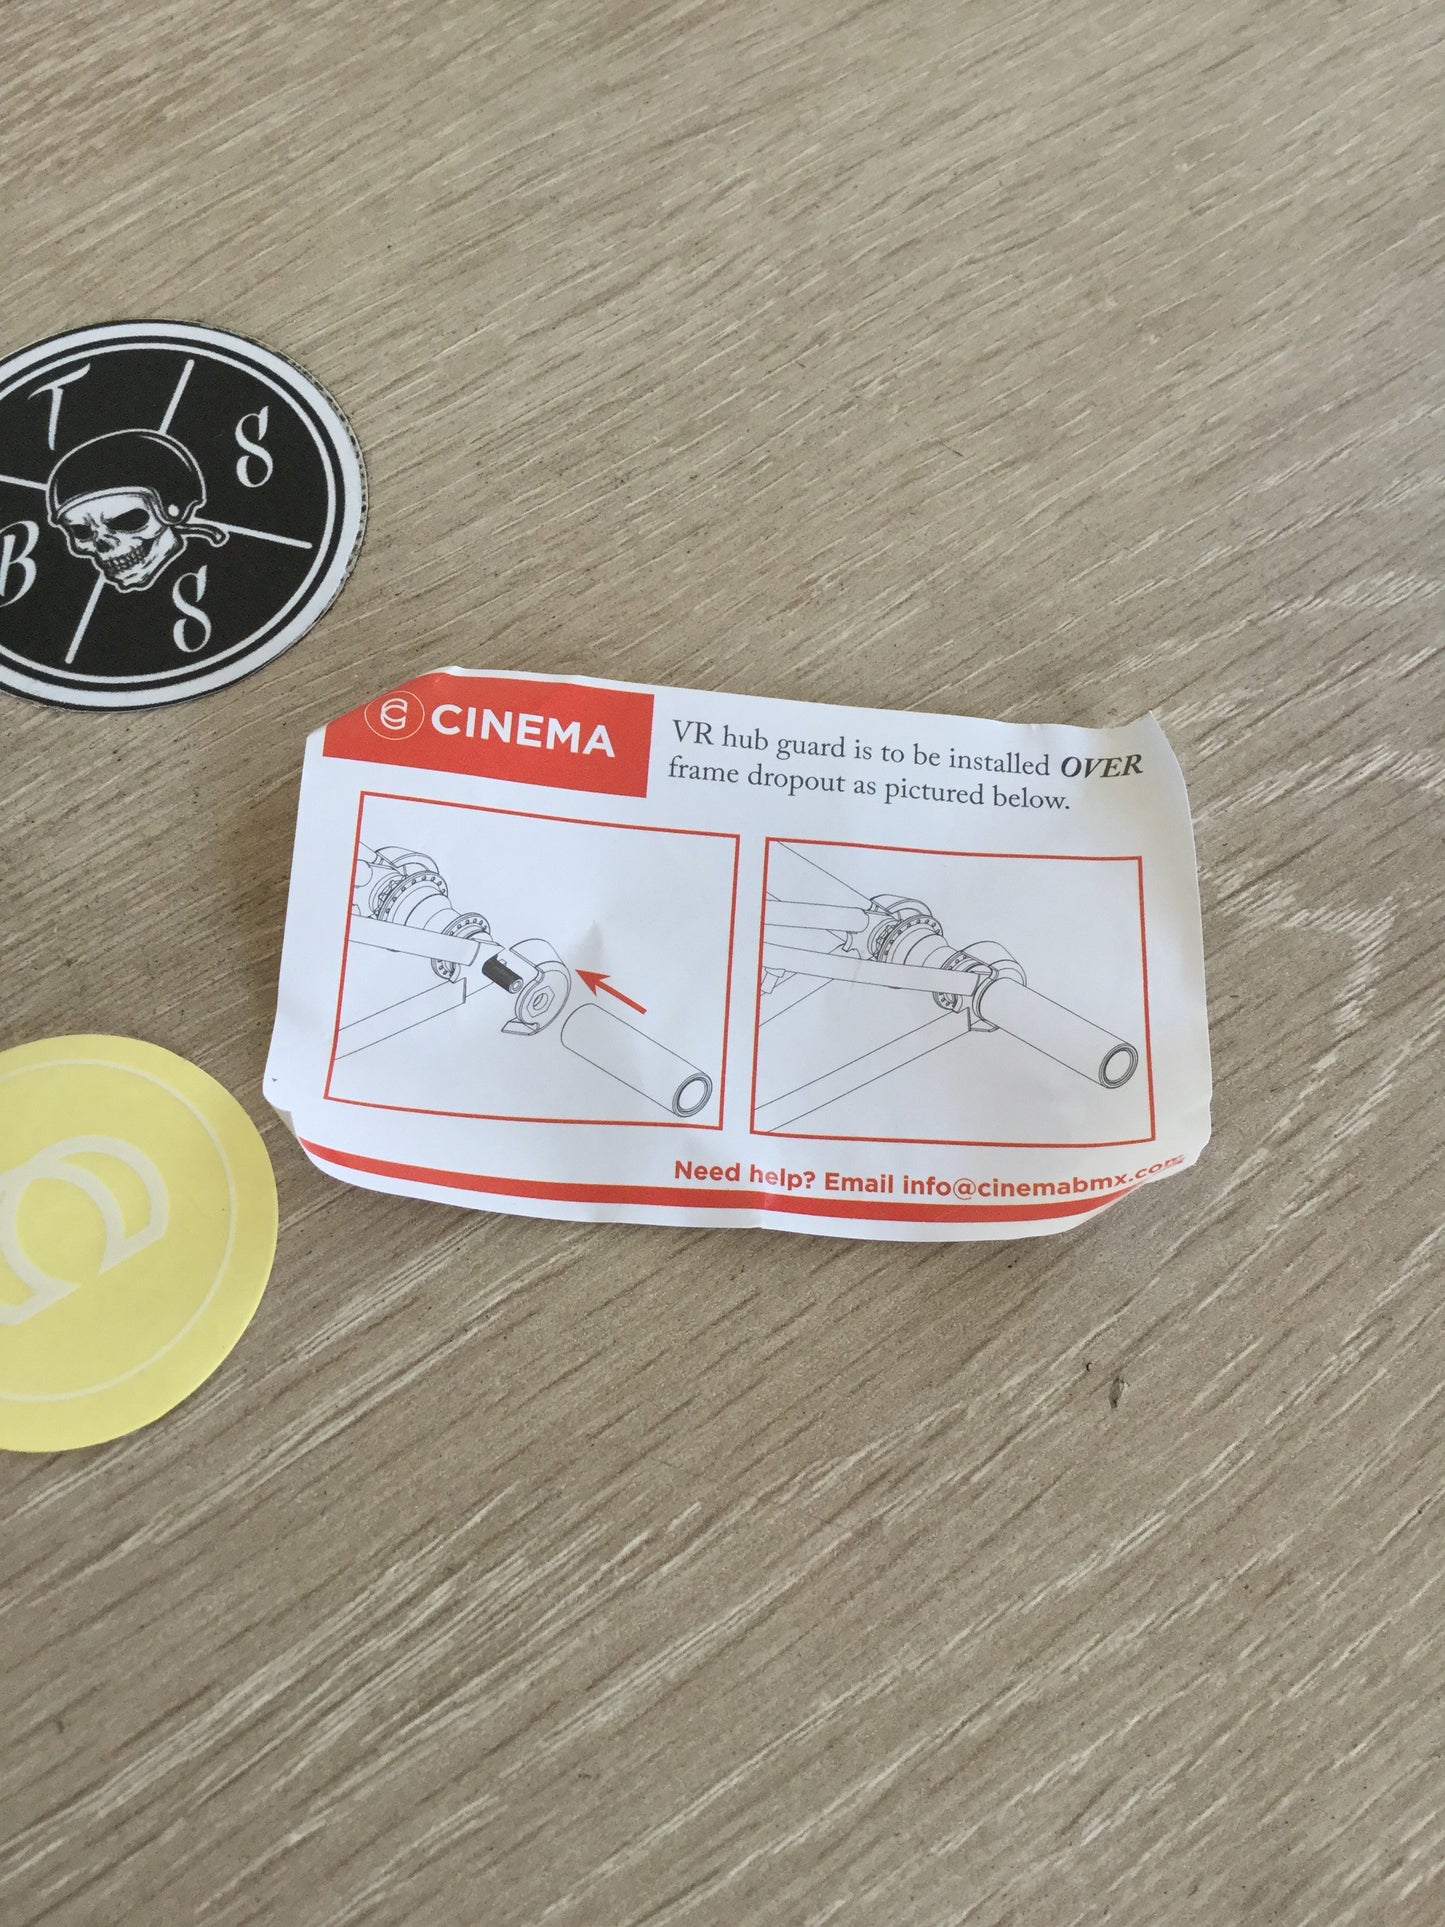 T
S
B
S
CINEMA
VR hub guard is to be installed OVER
frame dropout as pictured below.
Need help? Email info@cinemabmx.com